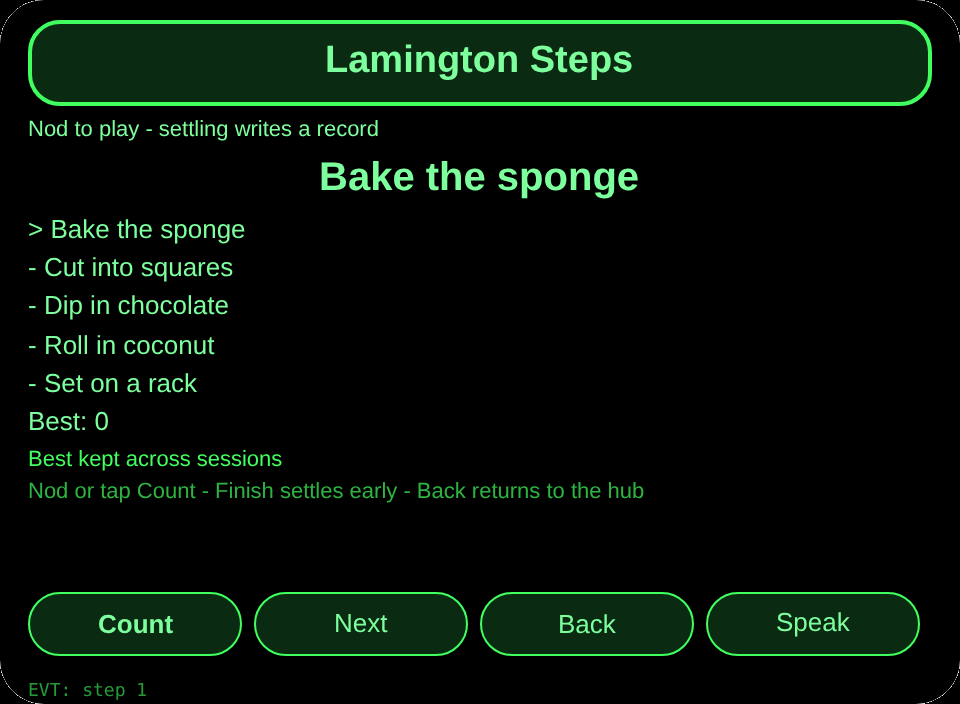 Lamington Steps
Nod to play - settling writes a record
Bake the sponge
> Bake the sponge
- Cut into squares
- Dip in chocolate
- Roll in coconut
- Set on a rack
Best: 0
Best kept across sessions
Nod or tap Count - Finish settles early - Back returns to the hub
Count Next Back Speak
EVT: step 1